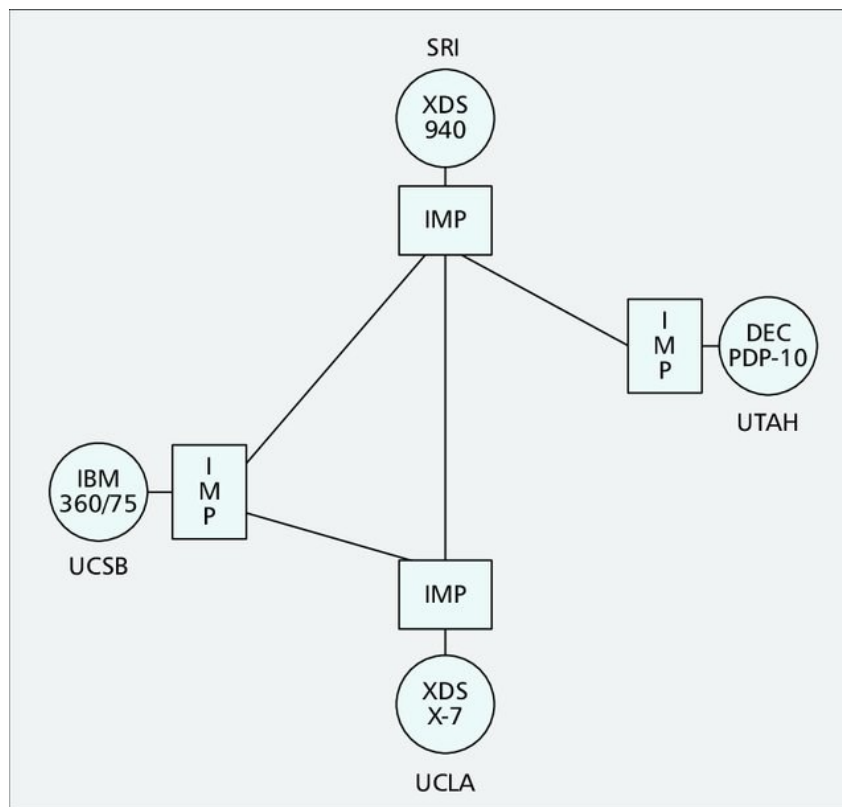 SRI
XDS
940
IMP
I
M
P
DEC
PDP-10
UTAH
IBM
360/75
I
M
P
UCSB
IMP
XDS
X-7
UCLA